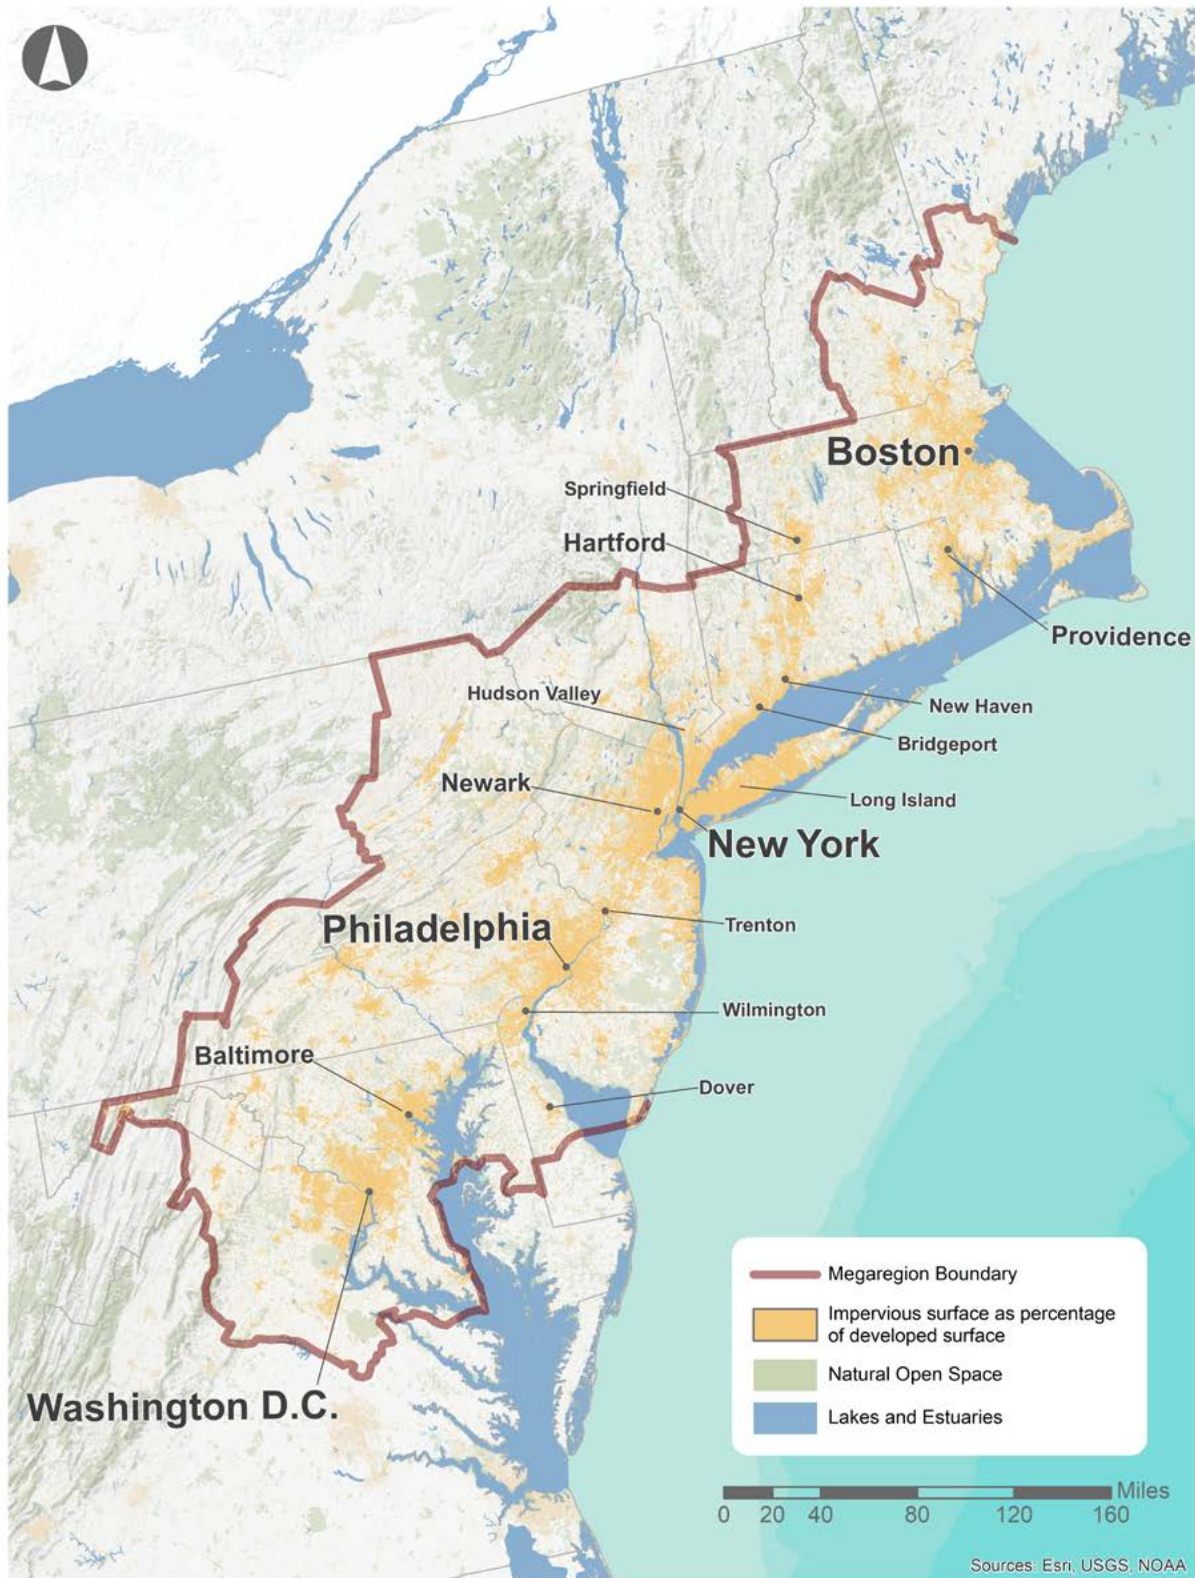 Boston
Springfield
Hartford
Providence
Hudson Valley
New Haven
Bridgeport
Newark
Long Island
New York
Philadelphia
Trenton
Wilmington
Baltimore
Dover
Washington D.C.
Megaregion Boundary
Impervious surface as percentage
of developed surface
Natural Open Space
Lakes and Estuaries
Miles
0 20 40 80 120 160
Sources: Esri, USGS, NOAA